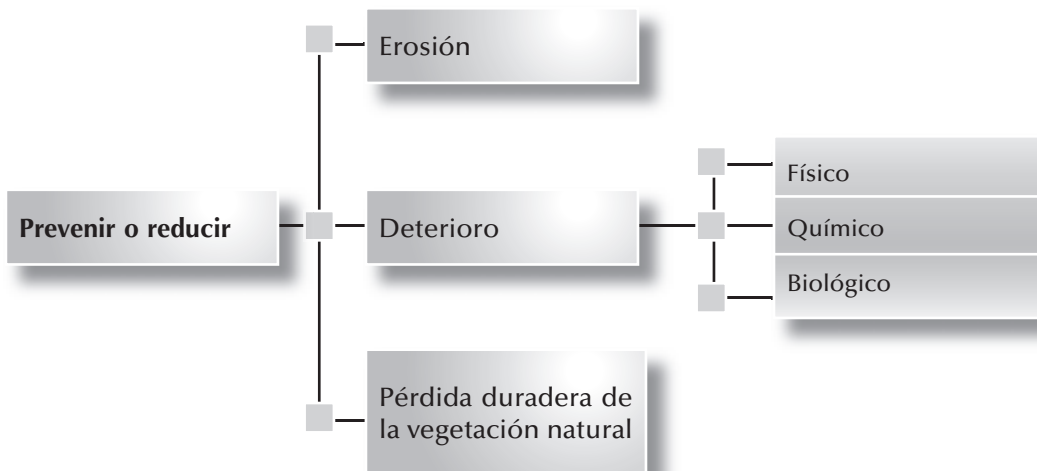 Erosión
Prevenir o reducir
Deterioro
Físico
Químico
Biológico
Pérdida duradera de
la vegetación natural